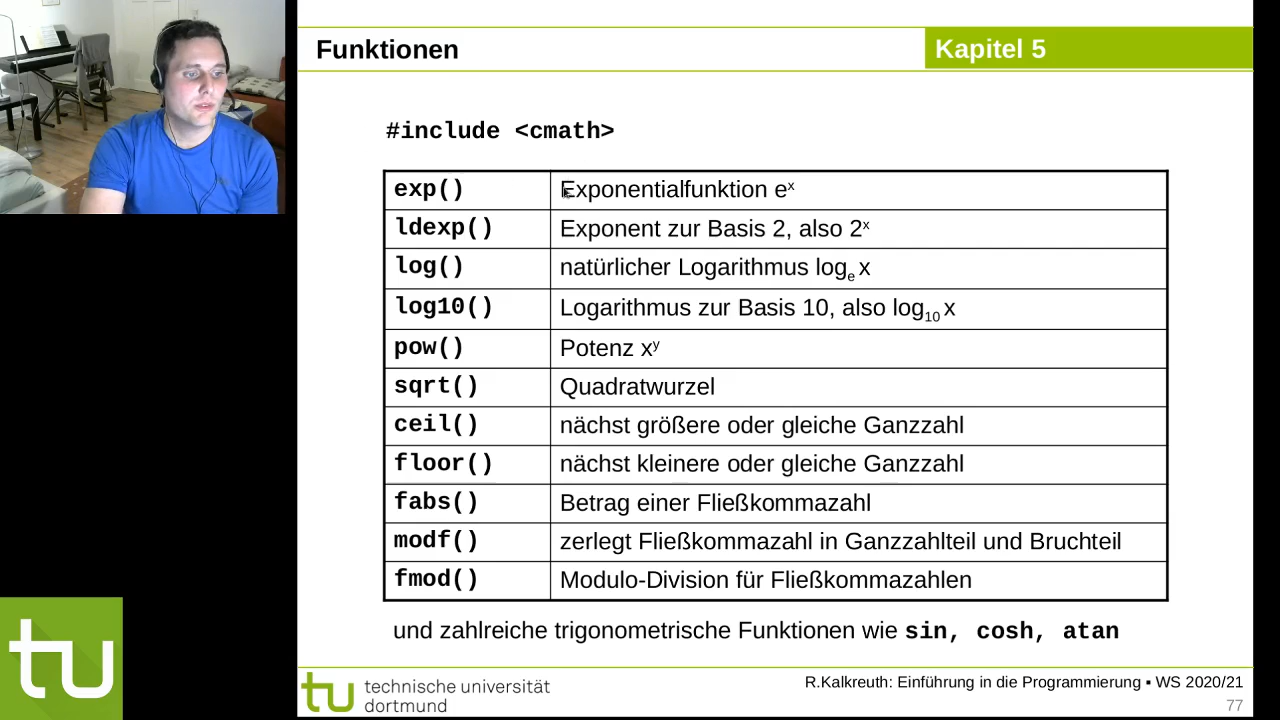 Funktionen
Kapitel 5
#include <cmath>
exp() Exponentialfunktion eˣ
ldexp() Exponent zur Basis 2, also 2ˣ
log() natürlicher Logarithmus logₑ x
log10() Logarithmus zur Basis 10, also log₁₀ x
pow() Potenz xʸ
sqrt() Quadratwurzel
ceil() nächst größere oder gleiche Ganzzahl
floor() nächst kleinere oder gleiche Ganzzahl
fabs() Betrag einer Fließkommazahl
modf() zerlegt Fließkommazahl in Ganzzahlteil und Bruchteil
fmod() Modulo-Division für Fließkommazahlen
und zahlreiche trigonometrische Funktionen wie sin, cosh, atan
tu
tu technische universität
dortmund
R.Kalkreuth: Einführung in die Programmierung ▪ WS 2020/21
77